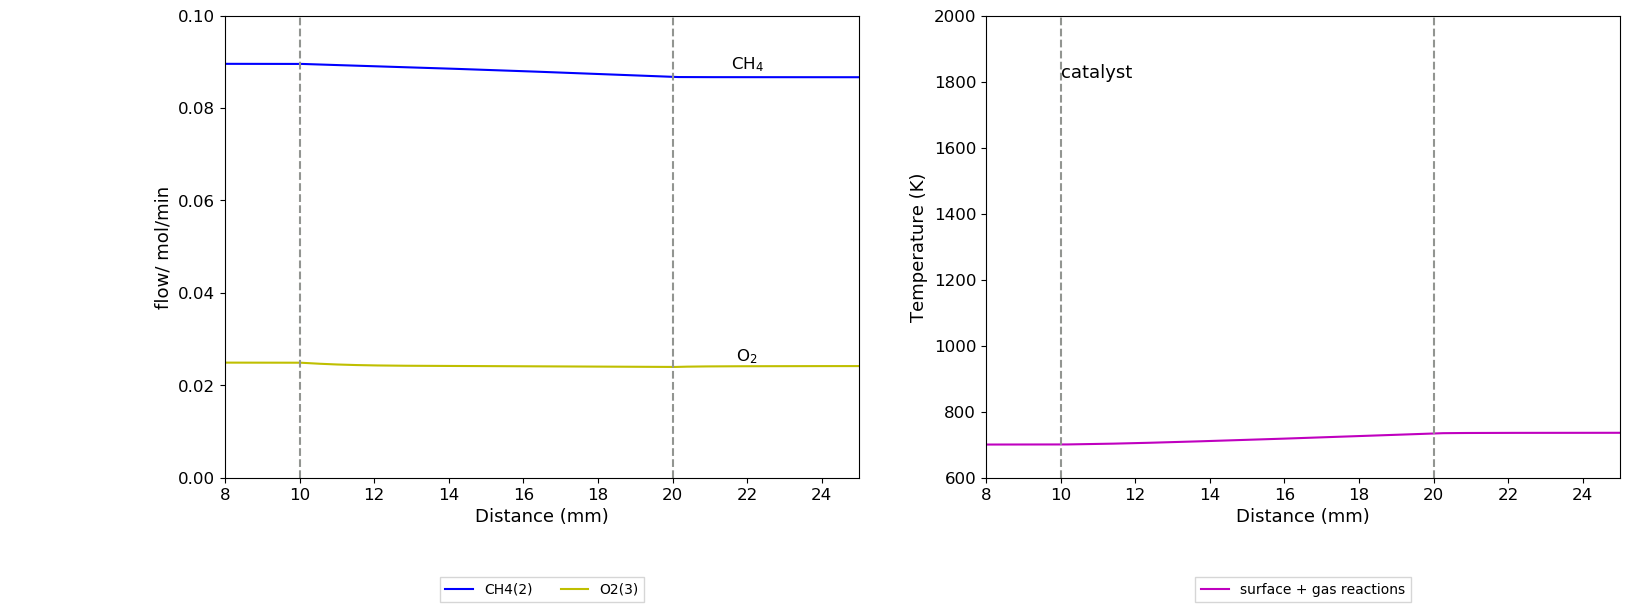 0.10
0.08
0.06
0.04
0.02
0.00
flow/ mol/min
CH₄
O₂
8 10 12 14 16 18 20 22 24
Distance (mm)
CH4(2) O2(3)
2000
1800
1600
1400
1200
1000
800
600
Temperature (K)
catalyst
8 10 12 14 16 18 20 22 24
Distance (mm)
surface + gas reactions